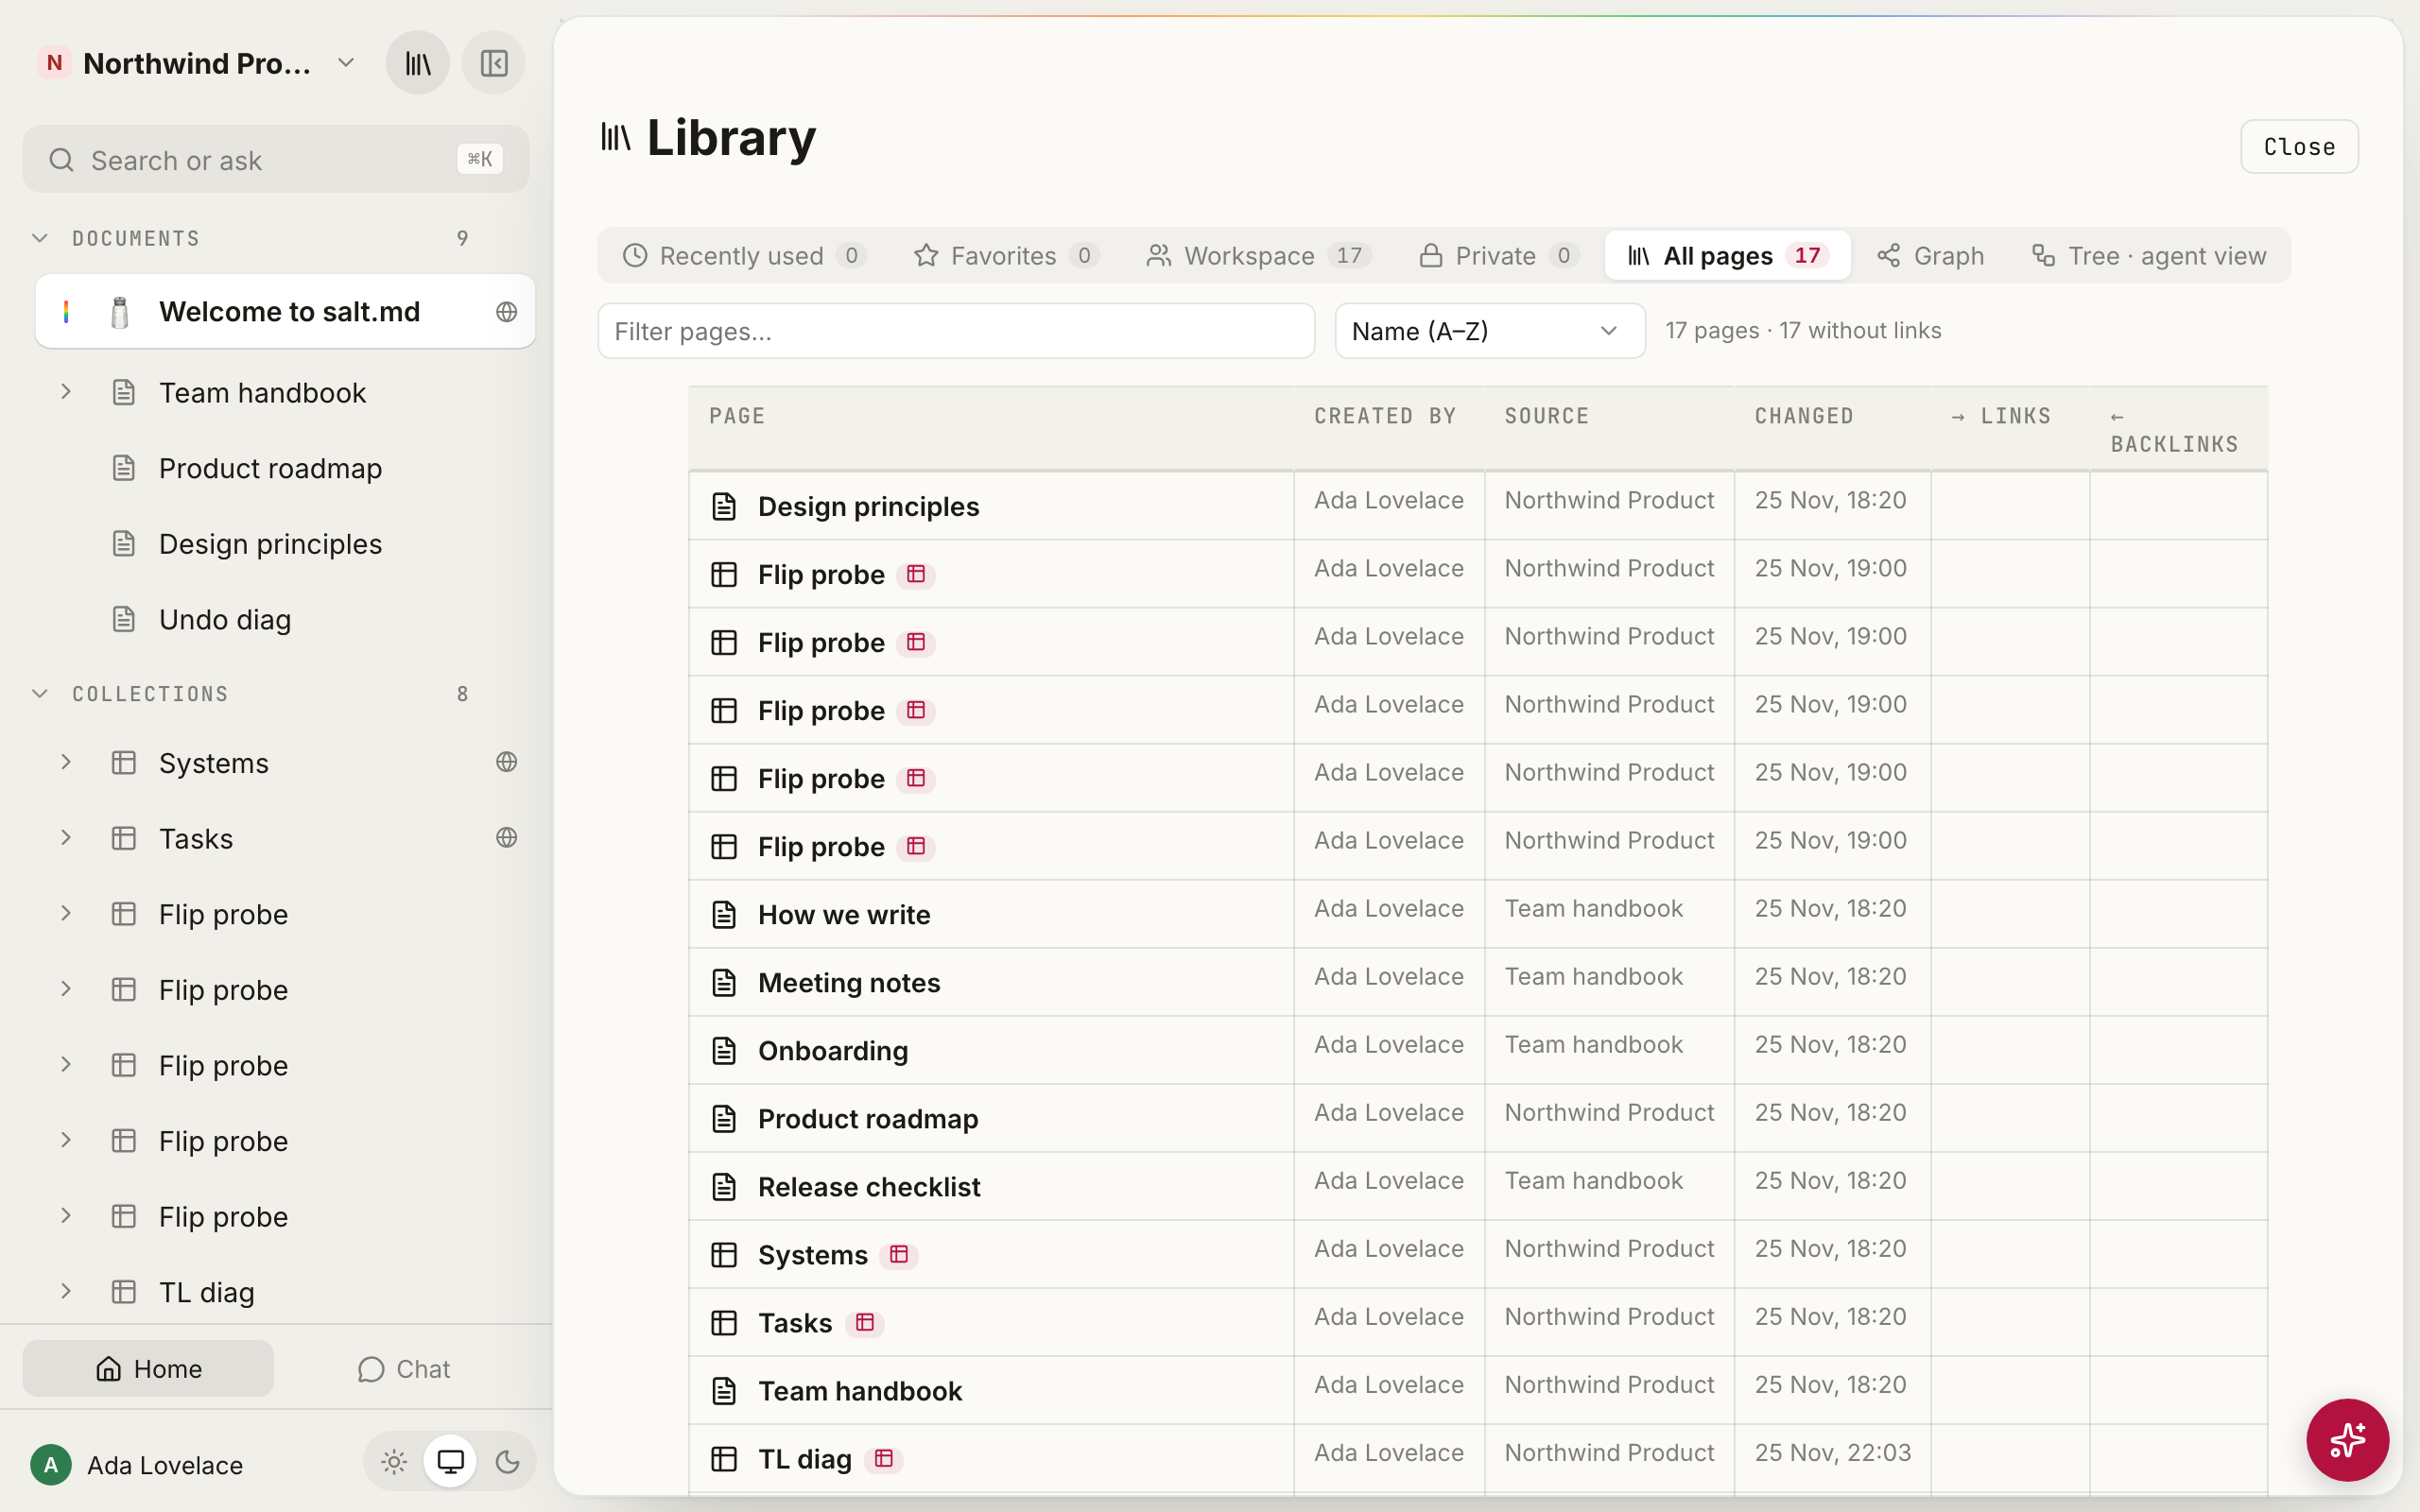 N Northwind Pro...
Search or ask ⌘K
DOCUMENTS 9
Welcome to salt.md
Team handbook
Product roadmap
Design principles
Undo diag
COLLECTIONS 8
Systems
Tasks
Flip probe
Flip probe
Flip probe
Flip probe
Flip probe
TL diag
Home Chat
A Ada Lovelace
Library
Close
Recently used 0 Favorites 0 Workspace 17 Private 0 All pages 17 Graph Tree · agent view
Filter pages... Name (A–Z) 17 pages · 17 without links
PAGE CREATED BY SOURCE CHANGED → LINKS ← BACKLINKS
Design principles Ada Lovelace Northwind Product 25 Nov, 18:20
Flip probe Ada Lovelace Northwind Product 25 Nov, 19:00
Flip probe Ada Lovelace Northwind Product 25 Nov, 19:00
Flip probe Ada Lovelace Northwind Product 25 Nov, 19:00
Flip probe Ada Lovelace Northwind Product 25 Nov, 19:00
Flip probe Ada Lovelace Northwind Product 25 Nov, 19:00
How we write Ada Lovelace Team handbook 25 Nov, 18:20
Meeting notes Ada Lovelace Team handbook 25 Nov, 18:20
Onboarding Ada Lovelace Team handbook 25 Nov, 18:20
Product roadmap Ada Lovelace Northwind Product 25 Nov, 18:20
Release checklist Ada Lovelace Team handbook 25 Nov, 18:20
Systems Ada Lovelace Northwind Product 25 Nov, 18:20
Tasks Ada Lovelace Northwind Product 25 Nov, 18:20
Team handbook Ada Lovelace Northwind Product 25 Nov, 18:20
TL diag Ada Lovelace Northwind Product 25 Nov, 22:03